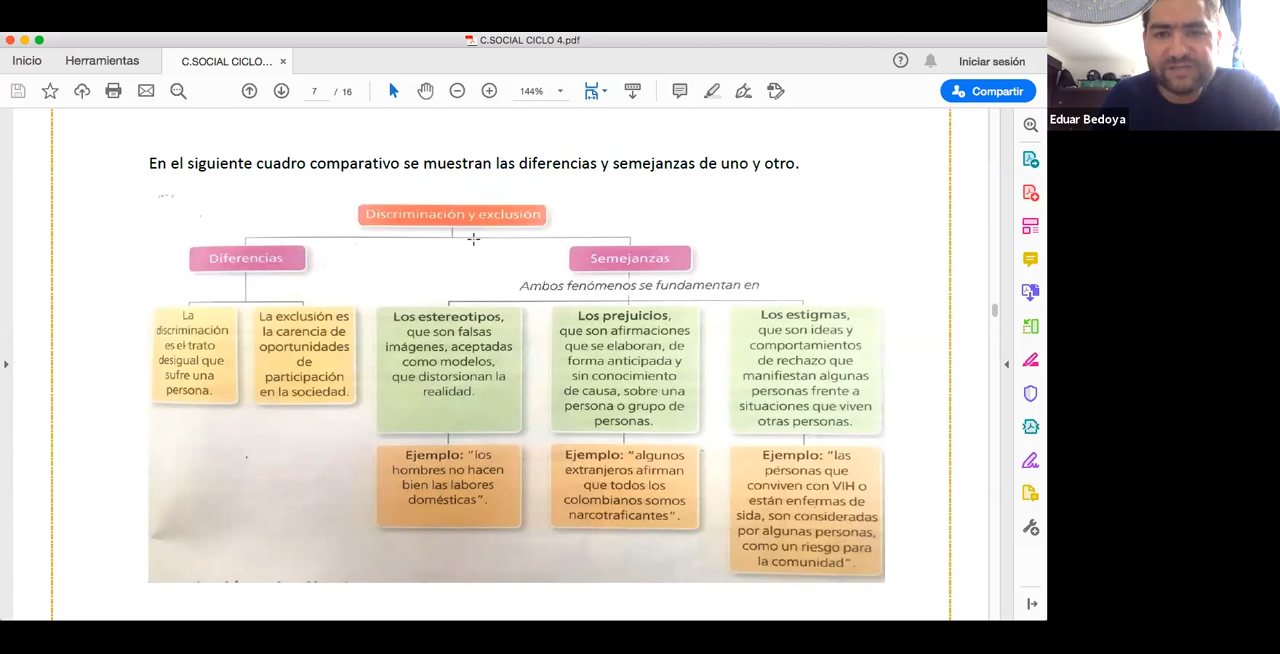 C.SOCIAL CICLO 4.pdf
Inicio
Herramientas
C.SOCIAL CICLO... ×
Iniciar sesión
7 / 16
144%
Compartir
Eduar Bedoya
En el siguiente cuadro comparativo se muestran las diferencias y semejanzas de uno y otro.
Discriminación y exclusión
Diferencias
La
discriminación
es el trato
desigual que
sufre una
persona.
La exclusión es
la carencia de
oportunidades
de
participación
en la sociedad.
Semejanzas
Ambos fenómenos se fundamentan en
Los estereotipos,
que son falsas
imágenes, aceptadas
como modelos,
que distorsionan la
realidad.
Ejemplo: "los
hombres no hacen
bien las labores
domésticas".
Los prejuicios,
que son afirmaciones
que se elaboran, de
forma anticipada y
sin conocimiento
de causa, sobre una
persona o grupo de
personas.
Ejemplo: "algunos
extranjeros afirman
que todos los
colombianos somos
narcotraficantes".
Los estigmas,
que son ideas y
comportamientos
de rechazo que
manifiestan algunas
personas frente a
situaciones que viven
otras personas.
Ejemplo: "las
personas que
conviven con VIH o
están enfermas de
sida, son consideradas
por algunas personas,
como un riesgo para
la comunidad".